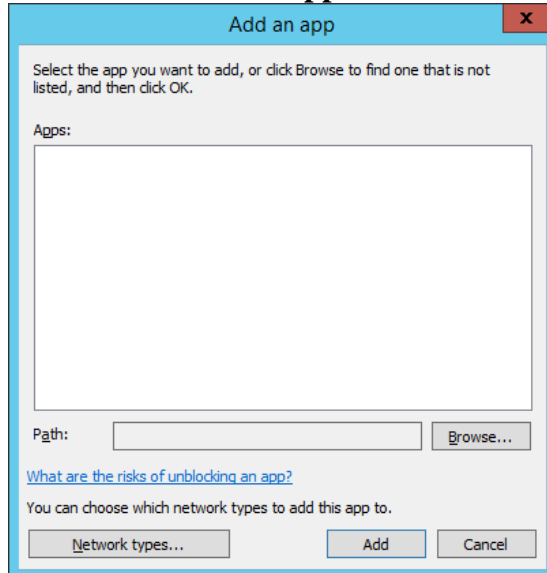 Add an app
x
Select the app you want to add, or click Browse to find one that is not
listed, and then click OK.
Apps:
Path:
Browse...
What are the risks of unblocking an app?
You can choose which network types to add this app to.
Network types...
Add
Cancel